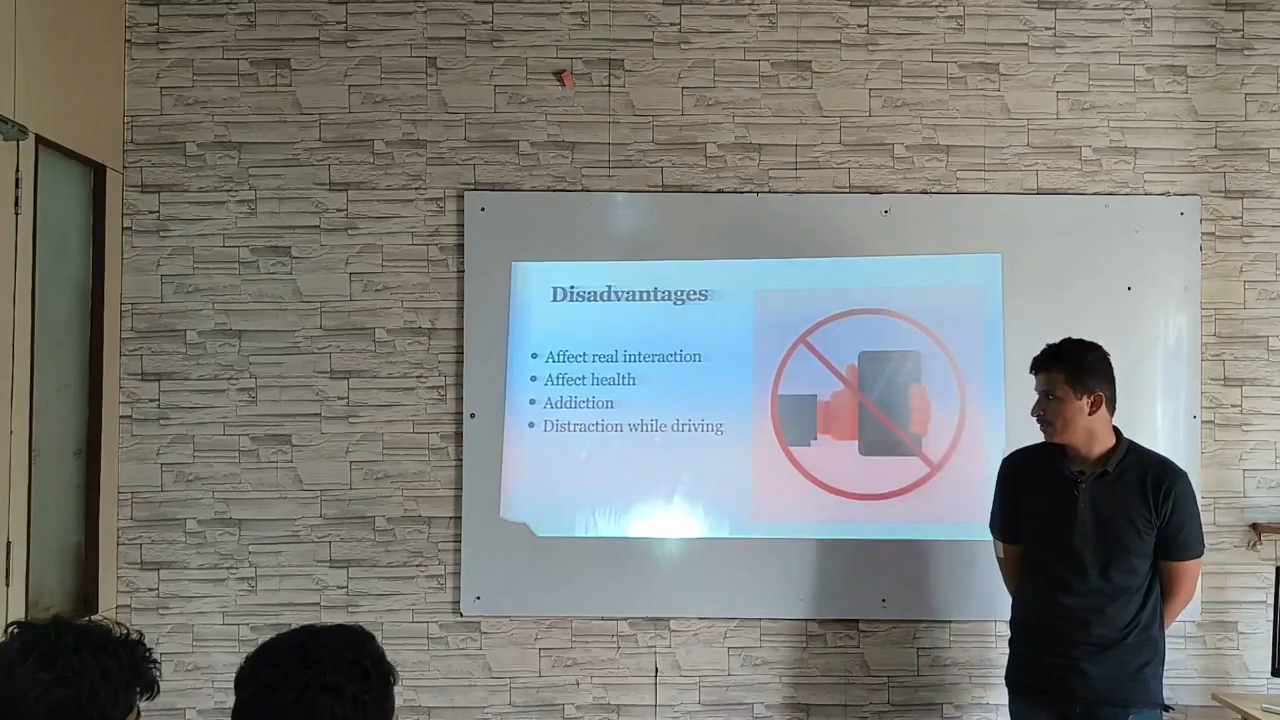 Disadvantages
• Affect real interaction
• Affect health
• Addiction
• Distraction while driving